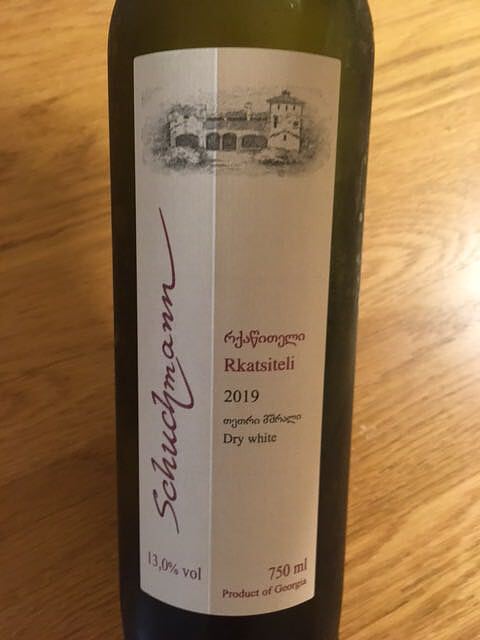 Schuchmann
რქაწითელი
Rkatsiteli
2019
თეთრი მშრალი
Dry white
13,0% vol
750 ml
Product of Georgia